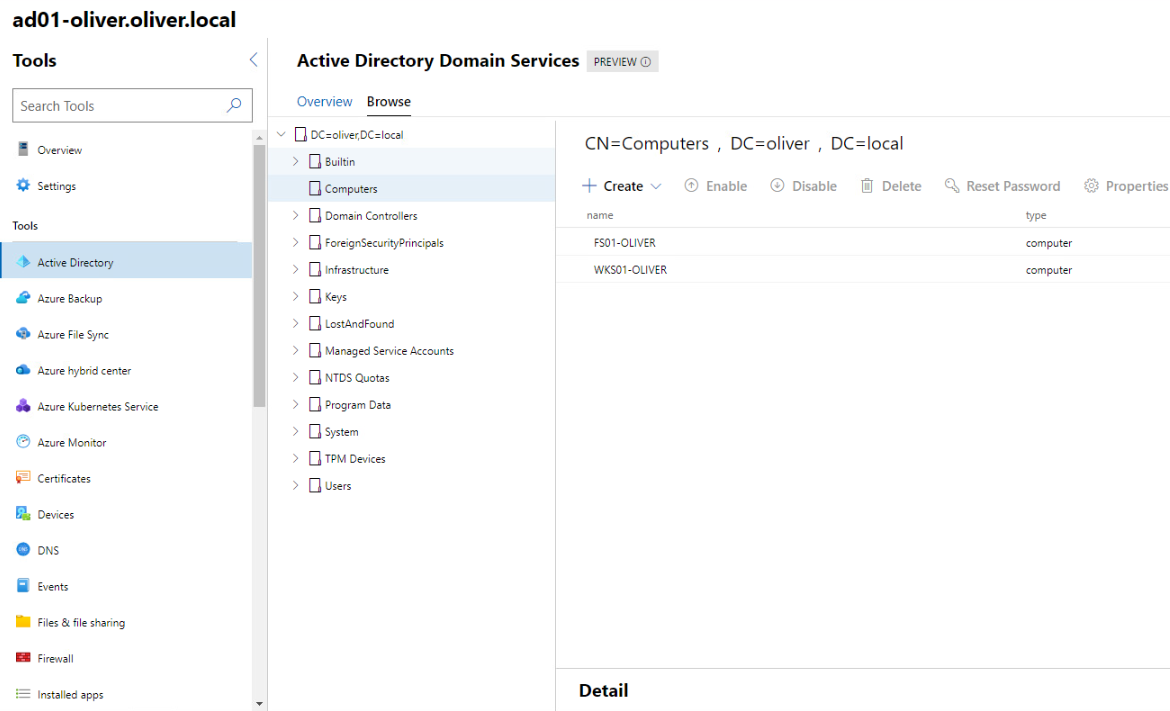 ad01-oliver.oliver.local
Tools
Search Tools
Overview
Settings
Tools
Active Directory
Azure Backup
Azure File Sync
Azure hybrid center
Azure Kubernetes Service
Azure Monitor
Certificates
Devices
DNS
Events
Files & file sharing
Firewall
Installed apps
Active Directory Domain Services PREVIEW
Overview Browse
DC=oliver,DC=local
Builtin
Computers
Domain Controllers
ForeignSecurityPrincipals
Infrastructure
Keys
LostAndFound
Managed Service Accounts
NTDS Quotas
Program Data
System
TPM Devices
Users
CN=Computers , DC=oliver , DC=local
Create Enable Disable Delete Reset Password Properties
name type
FS01-OLIVER computer
WKS01-OLIVER computer
Detail